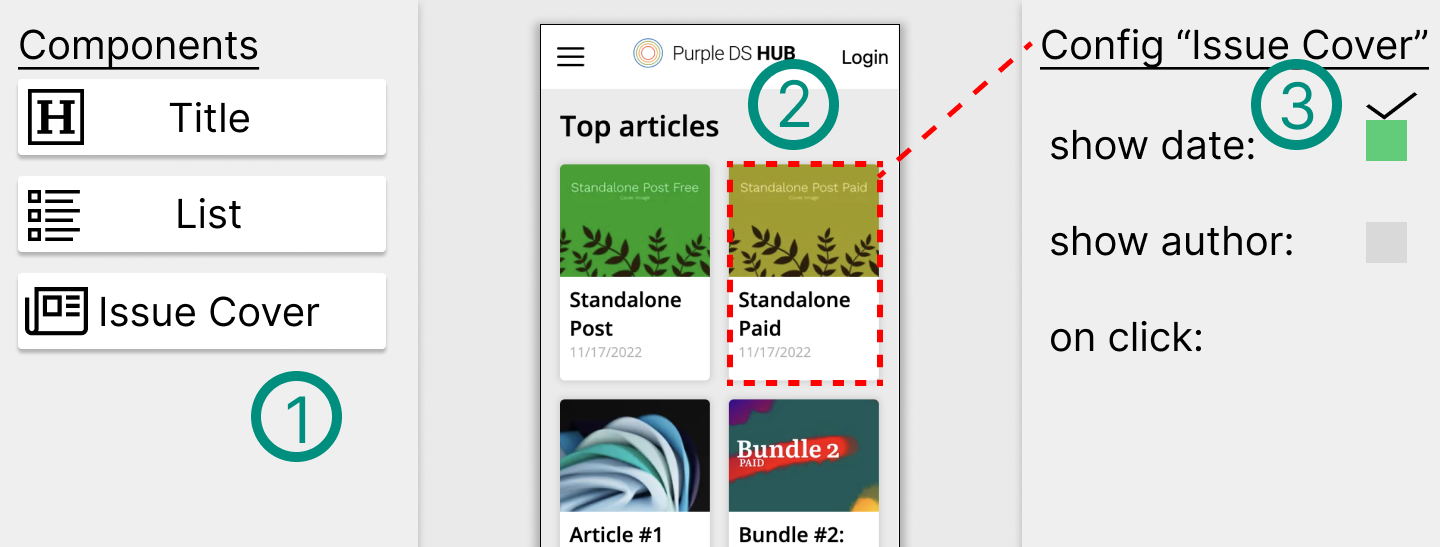 Components
H
Title
List
Issue Cover
1
Purple DS HUB
Login
2
Top articles
Standalone Post Free
Cover Image
Standalone
Post
11/17/2022
Standalone Post Paid
Cover Image
Standalone
Paid
11/17/2022
Article #1
Bundle 2
PAID
Bundle #2:
Config “Issue Cover”
3
show date:
show author:
on click: